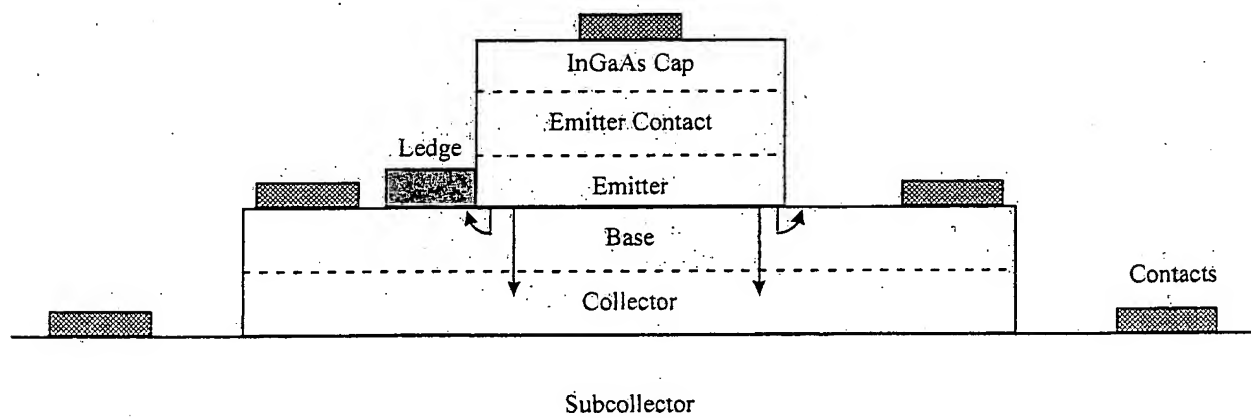 InGaAs Cap
Emitter Contact
Ledge
Emitter
Base
Contacts
Collector
Subcollector